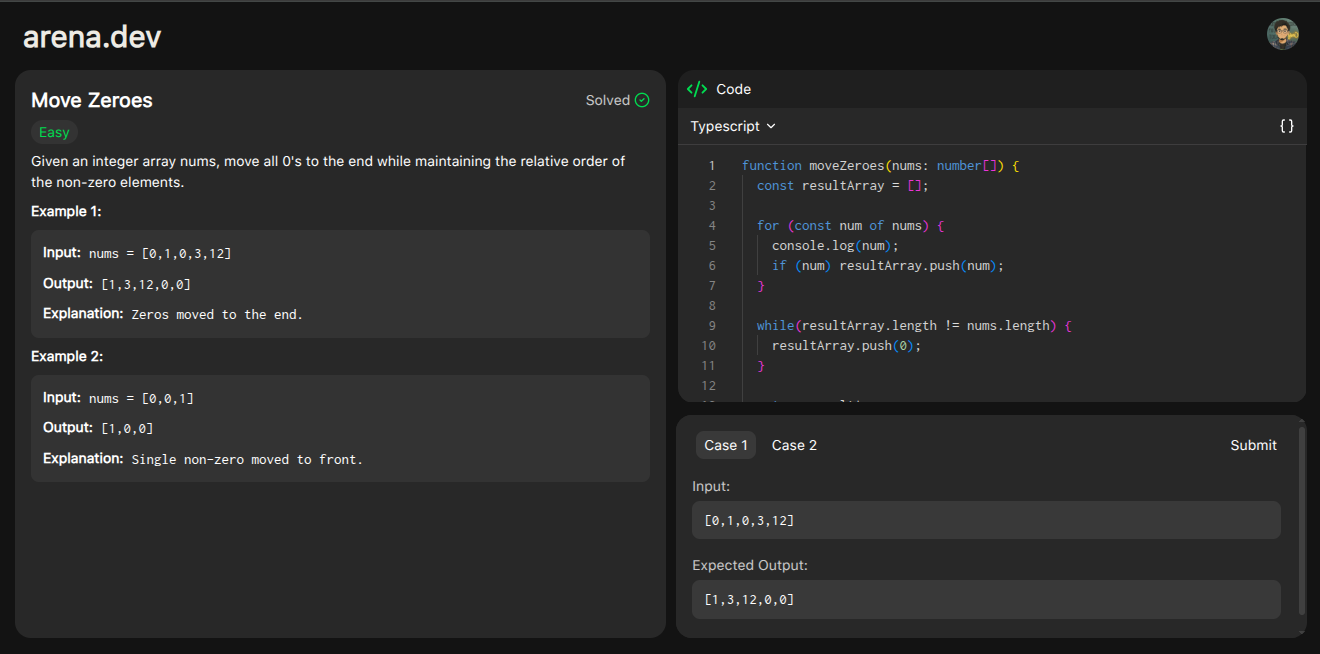 arena.dev
Move Zeroes
Solved
Easy
Given an integer array nums, move all 0's to the end while maintaining the relative order of
the non-zero elements.
Example 1:
Input: nums = [0,1,0,3,12]
Output: [1,3,12,0,0]
Explanation: Zeros moved to the end.
Example 2:
Input: nums = [0,0,1]
Output: [1,0,0]
Explanation: Single non-zero moved to front.
</> Code
Typescript
{}
1 function moveZeroes(nums: number[]) {
2 const resultArray = [];
3
4 for (const num of nums) {
5 console.log(num);
6 if (num) resultArray.push(num);
7 }
8
9 while(resultArray.length != nums.length) {
10 resultArray.push(0);
11 }
12
Case 1 Case 2 Submit
Input:
[0,1,0,3,12]
Expected Output:
[1,3,12,0,0]